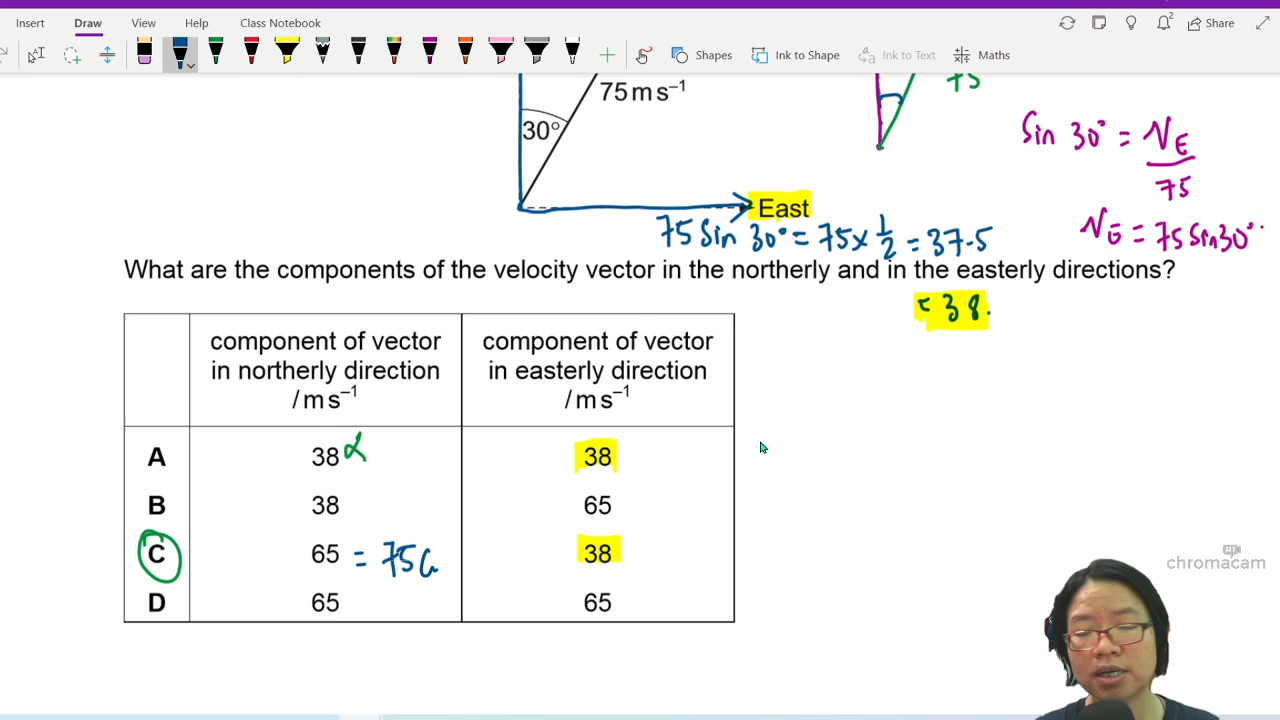 Insert Draw View Help Class Notebook Share
Shapes Ink to Shape Ink to Text Maths
75 m s⁻¹
75
30°
Sin 30° = V_E / 75
East
75 Sin 30° = 75 × 1/2 = 37.5
V_E = 75 Sin 30°
What are the components of the velocity vector in the northerly and in the easterly directions?
= 38.
component of vector in northerly direction / m s⁻¹
component of vector in easterly direction / m s⁻¹
A 38 38
B 38 65
C 65 = 75 38
D 65 65
chromacam